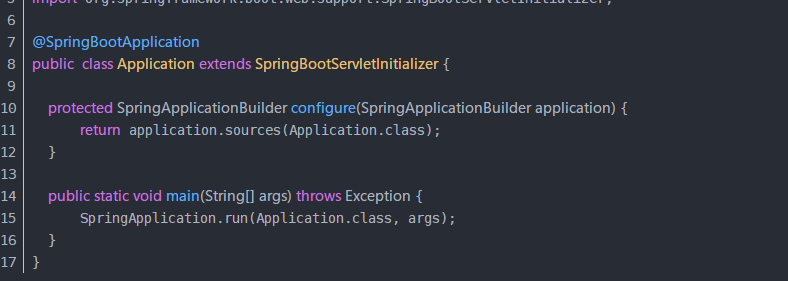 5 import org.springframework.boot.web.support.SpringBootServletInitializer;
6
7 @SpringBootApplication
8 public class Application extends SpringBootServletInitializer {
9
10 protected SpringApplicationBuilder configure(SpringApplicationBuilder application) {
11 return application.sources(Application.class);
12 }
13
14 public static void main(String[] args) throws Exception {
15 SpringApplication.run(Application.class, args);
16 }
17 }